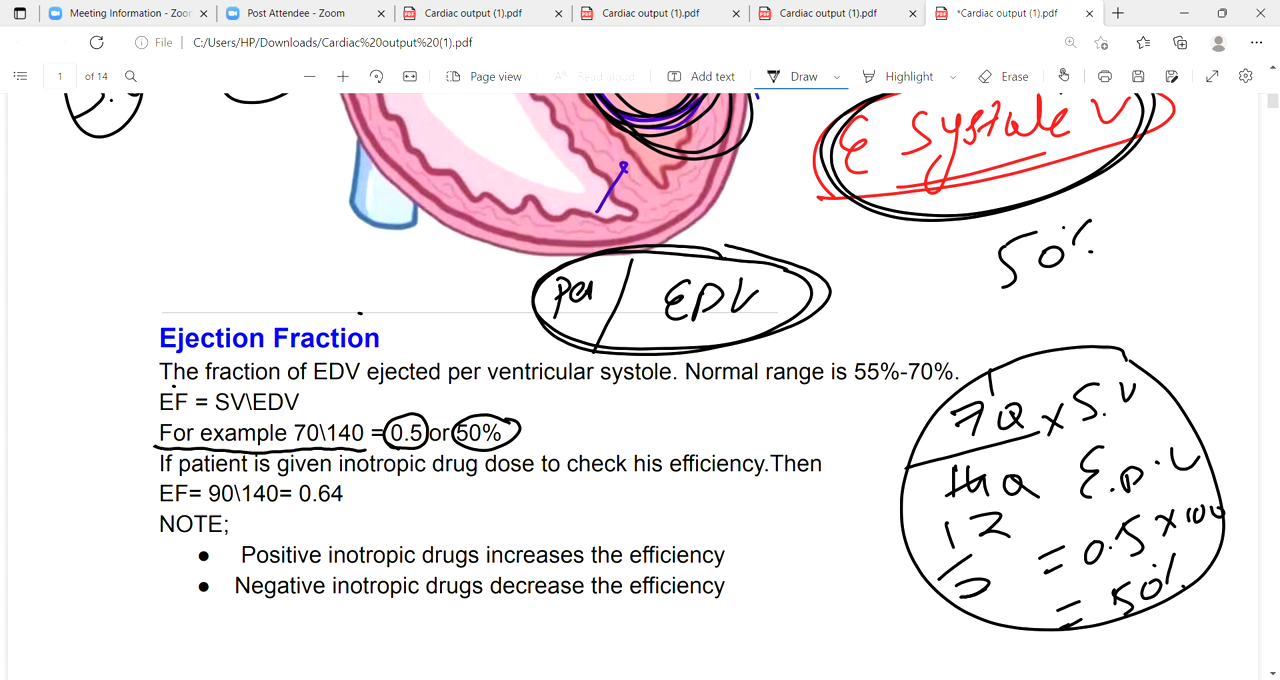 Meeting Information - Zoor
Post Attendee - Zoom
Cardiac output (1).pdf
Cardiac output (1).pdf
Cardiac output (1).pdf
*Cardiac output (1).pdf
File
C:/Users/HP/Downloads/Cardiac%20output%20(1).pdf
1 of 14
Page view
Read aloud
Add text
Draw
Highlight
Erase
E systole V
50%
per / EDV
Ejection Fraction
The fraction of EDV ejected per ventricular systole. Normal range is 55%-70%.
EF = SV\EDV
For example 70\140 = 0.5 or 50%
If patient is given inotropic drug dose to check his efficiency.Then
EF= 90\140= 0.64
NOTE;
● Positive inotropic drugs increases the efficiency
● Negative inotropic drugs decrease the efficiency
70 x S.V
E.D.V
= 0.5 x 100
= 50%